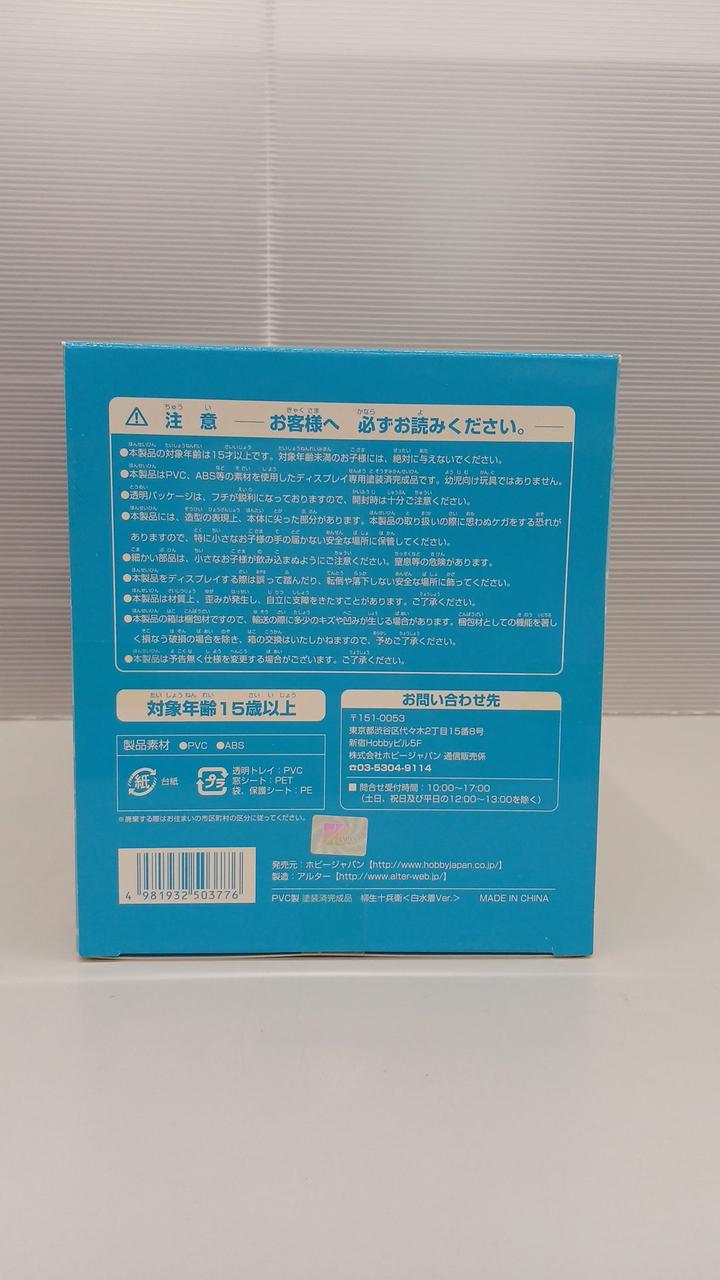 ⚠ 注意 ── お客様へ 必ずお読みください。──
●本製品の対象年齢は15才以上です。対象年齢未満のお子様には、絶対に与えないでください。
●本製品はPVC、ABS等の素材を使用したディスプレイ専用塗装済完成品です。幼児向け玩具ではありません。
●透明パッケージは、フチが鋭利になっておりますので、開封時は十分ご注意ください。
●本製品には、造型の表現上、本体に尖った部分があります。本製品の取り扱いの際に思わぬケガをする恐れが
ありますので、特に小さなお子様の手の届かない安全な場所に保管してください。
●細かい部品は、小さなお子様が飲み込まぬようにご注意ください。窒息等の危険があります。
●本製品をディスプレイする際は誤って踏んだり、転倒や落下しない安全な場所に飾ってください。
●本製品は材質上、歪みが発生し、自立に支障をきたすことがあります。ご了承ください。
●本製品の箱は梱包材ですので、輸送の際に多少のキズや凹みが生じる場合があります。梱包材としての機能を著し
く損なう破損の場合を除き、箱の交換はいたしかねますので、予めご了承ください。
●本製品は予告無く仕様を変更する場合がございます。ご了承ください。
対象年齢15歳以上
製品素材 ●PVC ●ABS
紙 台紙
プラ 透明トレイ:PVC
窓シート:PET
袋、保護シート:PE
※廃棄する際はお住まいの市区町村の区分に従ってください。
お問い合わせ先
〒151-0053
東京都渋谷区代々木2丁目15番8号
新宿Hobbyビル5F
株式会社ホビージャパン 通信販売係
☎03-5304-9114
■問合せ受付時間:10:00〜17:00
(土日、祝日及び平日の12:00〜13:00を除く)
4 981932 503776
発売元:ホビージャパン【http://www.hobbyjapan.co.jp/】
製造:アルター【http://www.alter-web.jp/】
PVC製 塗装済完成品 柳生十兵衛<白水着Ver.> MADE IN CHINA